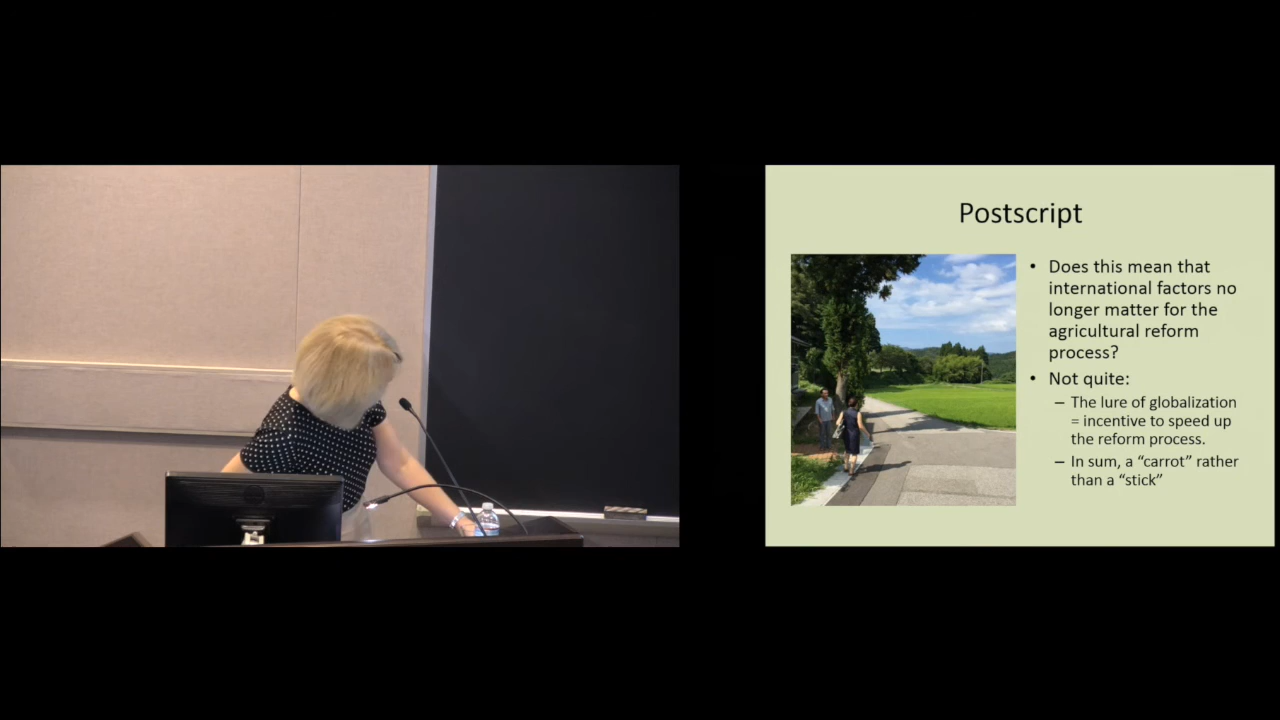 Postscript
• Does this mean that
international factors no
longer matter for the
agricultural reform
process?
• Not quite:
– The lure of globalization
= incentive to speed up
the reform process.
– In sum, a “carrot” rather
than a “stick”